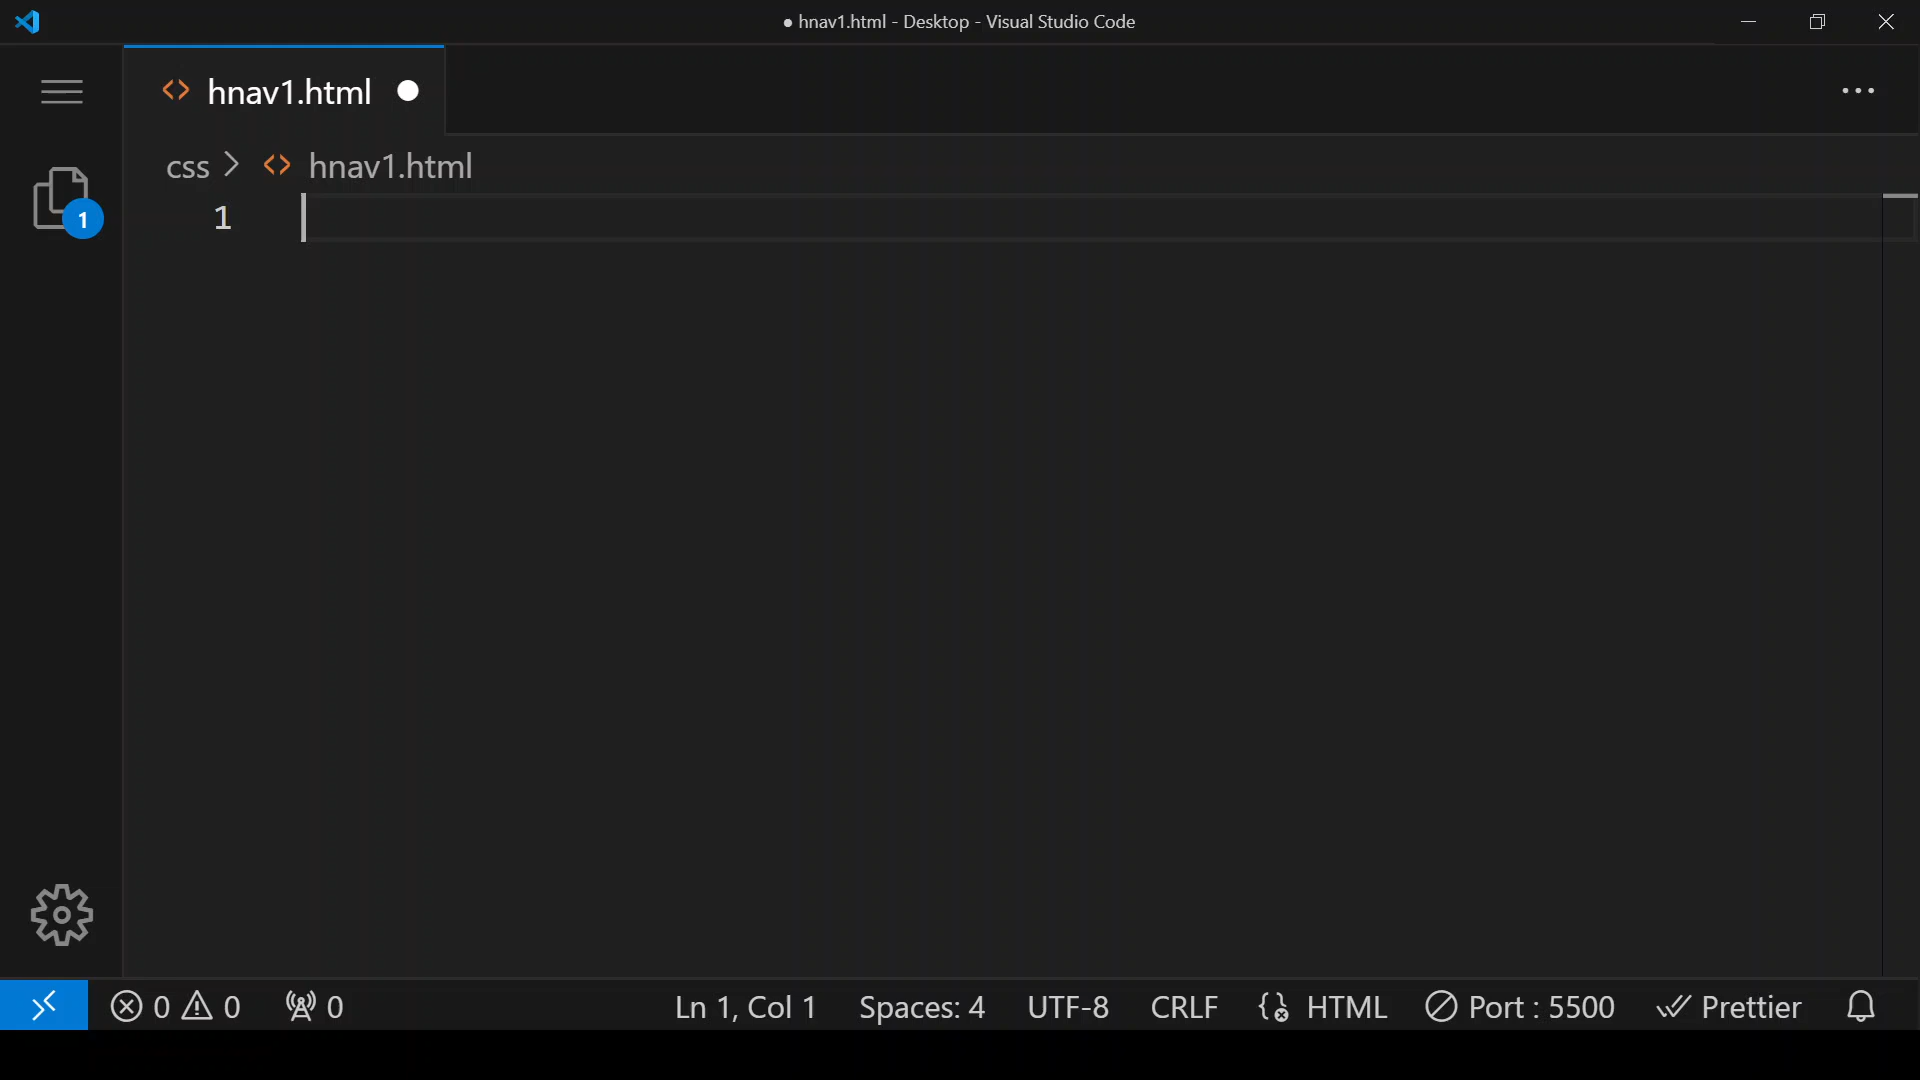 ● hnav1.html - Desktop - Visual Studio Code
hnav1.html
css > hnav1.html
1
1
0 0 0 Ln 1, Col 1 Spaces: 4 UTF-8 CRLF HTML Port : 5500 Prettier